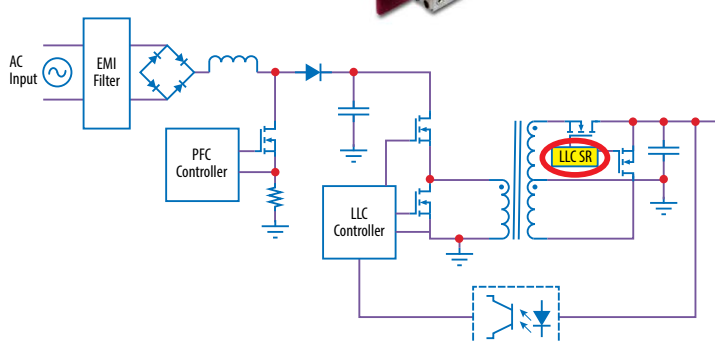 AC
Input
EMI
Filter
PFC
Controller
LLC
Controller
LLC SR